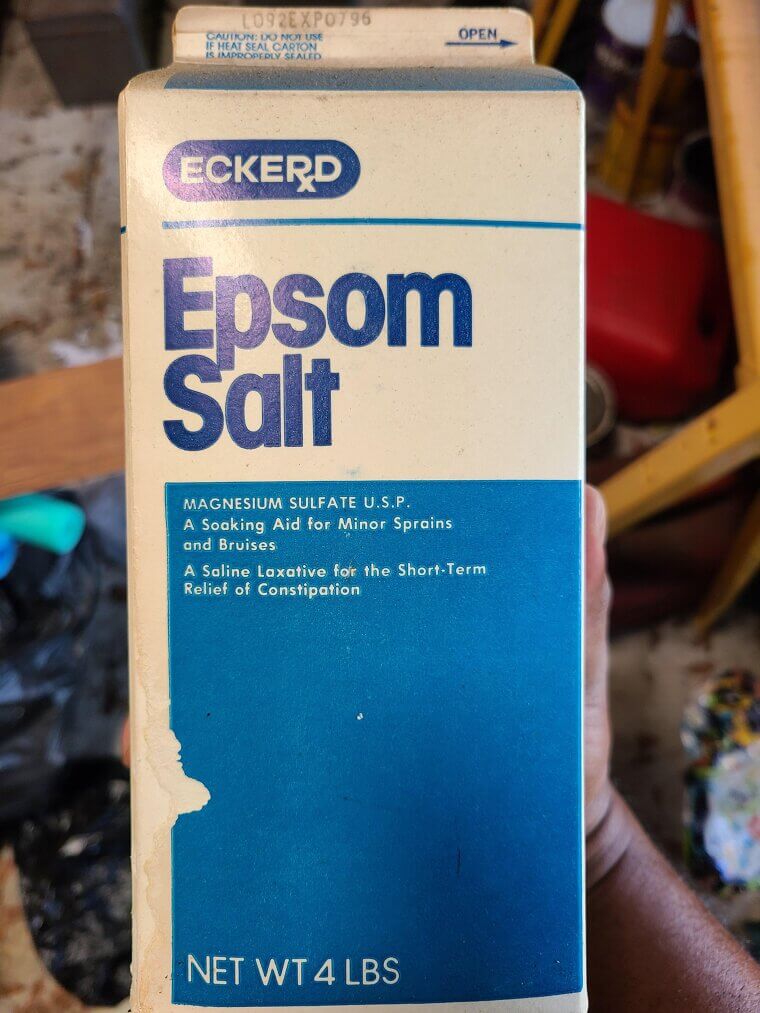 L092EXP0796
CAUTION: DO NOT USE
IF HEAT SEAL CARTON
IS IMPROPERLY SEALED
OPEN
ECKERD
Epsom
Salt
MAGNESIUM SULFATE U.S.P.
A Soaking Aid for Minor Sprains
and Bruises
A Saline Laxative for the Short-Term
Relief of Constipation
NET WT 4 LBS